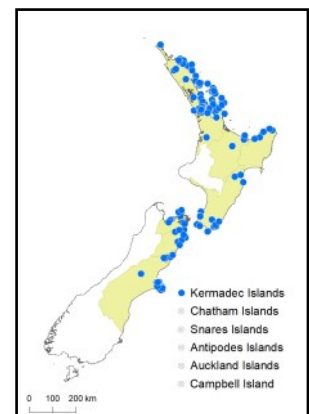 Kermadec Islands
Chatham Islands
Snares Islands
Antipodes Islands
Auckland Islands
Campbell Island
0 100 200 km